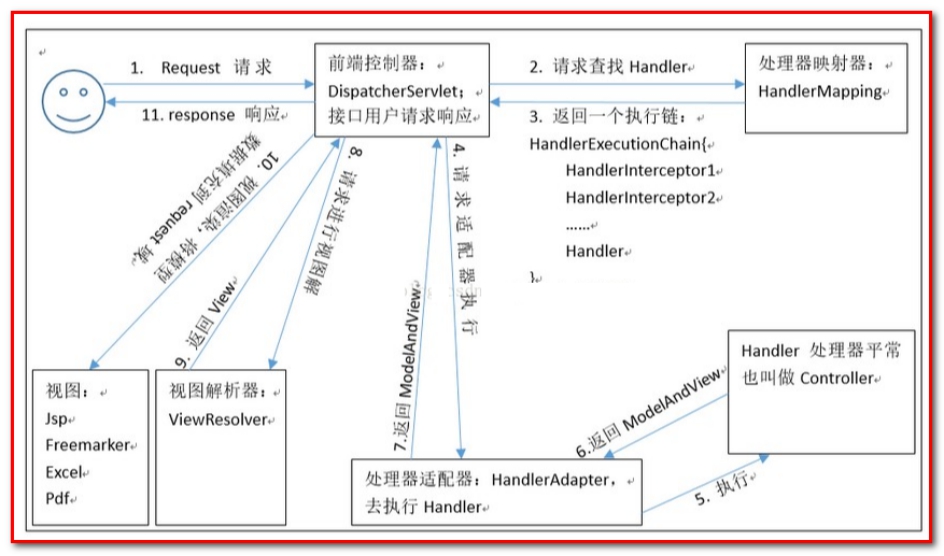 1. Request 请求
11. response 响应
前端控制器：
DispatcherServlet；
接口用户请求响应
2. 请求查找 Handler
3. 返回一个执行链：
HandlerExecutionChain{
HandlerInterceptor1
HandlerInterceptor2
……
Handler
}
处理器映射器：
HandlerMapping
10. 视图渲染，将模型
数据填充到 request 域。
9. 返回 View
8. 请求进行视图解
7.返回 ModelAndView
4. 请求适配器执行
6.返回 ModelAndView
5. 执行
Handler 处理器平常
也叫做 Controller
视图：
Jsp
Freemarker
Excel
Pdf
视图解析器：
ViewResolver
处理器适配器：HandlerAdapter，
去执行 Handler